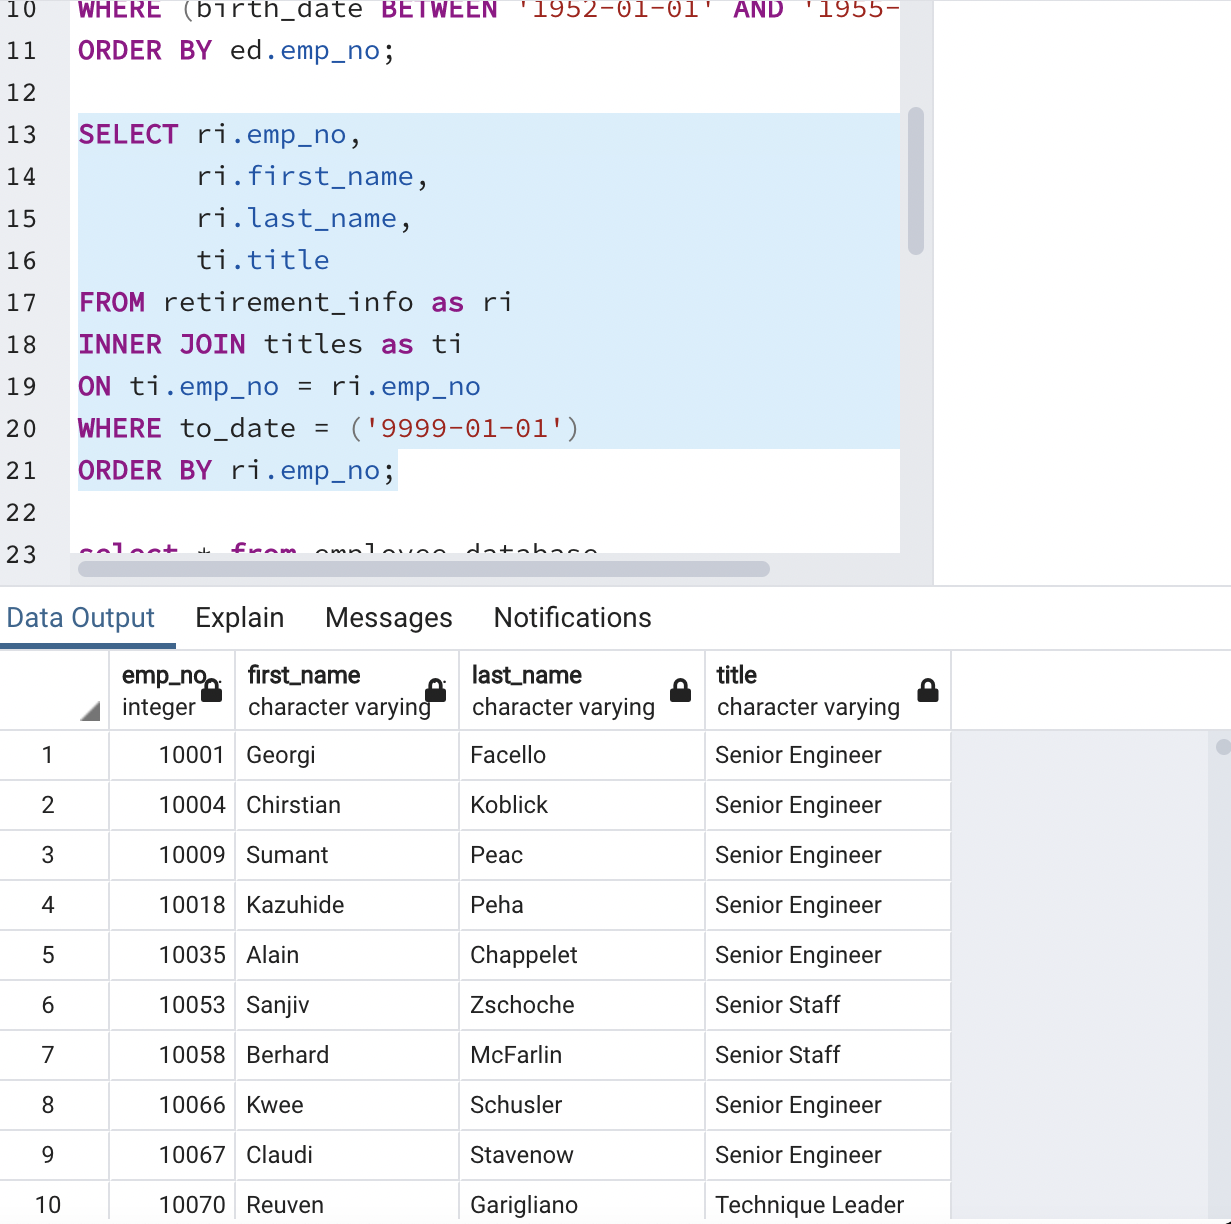 10 WHERE (birth_date BETWEEN '1952-01-01' AND '1955-
11 ORDER BY ed.emp_no;
12
13 SELECT ri.emp_no,
14 ri.first_name,
15 ri.last_name,
16 ti.title
17 FROM retirement_info as ri
18 INNER JOIN titles as ti
19 ON ti.emp_no = ri.emp_no
20 WHERE to_date = ('9999-01-01')
21 ORDER BY ri.emp_no;
22
23 select * from employee_database
Data Output Explain Messages Notifications
emp_no first_name last_name title
integer character varying character varying character varying
1 10001 Georgi Facello Senior Engineer
2 10004 Chirstian Koblick Senior Engineer
3 10009 Sumant Peac Senior Engineer
4 10018 Kazuhide Peha Senior Engineer
5 10035 Alain Chappelet Senior Engineer
6 10053 Sanjiv Zschoche Senior Staff
7 10058 Berhard McFarlin Senior Staff
8 10066 Kwee Schusler Senior Engineer
9 10067 Claudi Stavenow Senior Engineer
10 10070 Reuven Garigliano Technique Leader